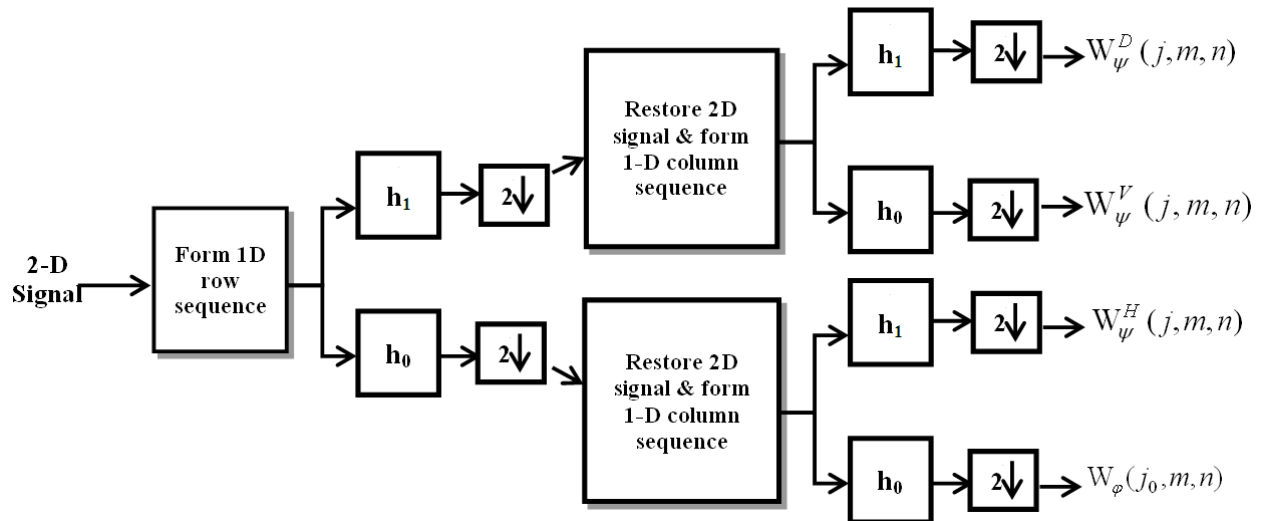 2-D
Signal
Form 1D
row
sequence
h₁
2↓
h₀
2↓
Restore 2D
signal & form
1-D column
sequence
Restore 2D
signal & form
1-D column
sequence
h₁
2↓
W_ψ^D (j,m,n)
h₀
2↓
W_ψ^V (j,m,n)
h₁
2↓
W_ψ^H (j,m,n)
h₀
2↓
W_φ(j₀,m,n)